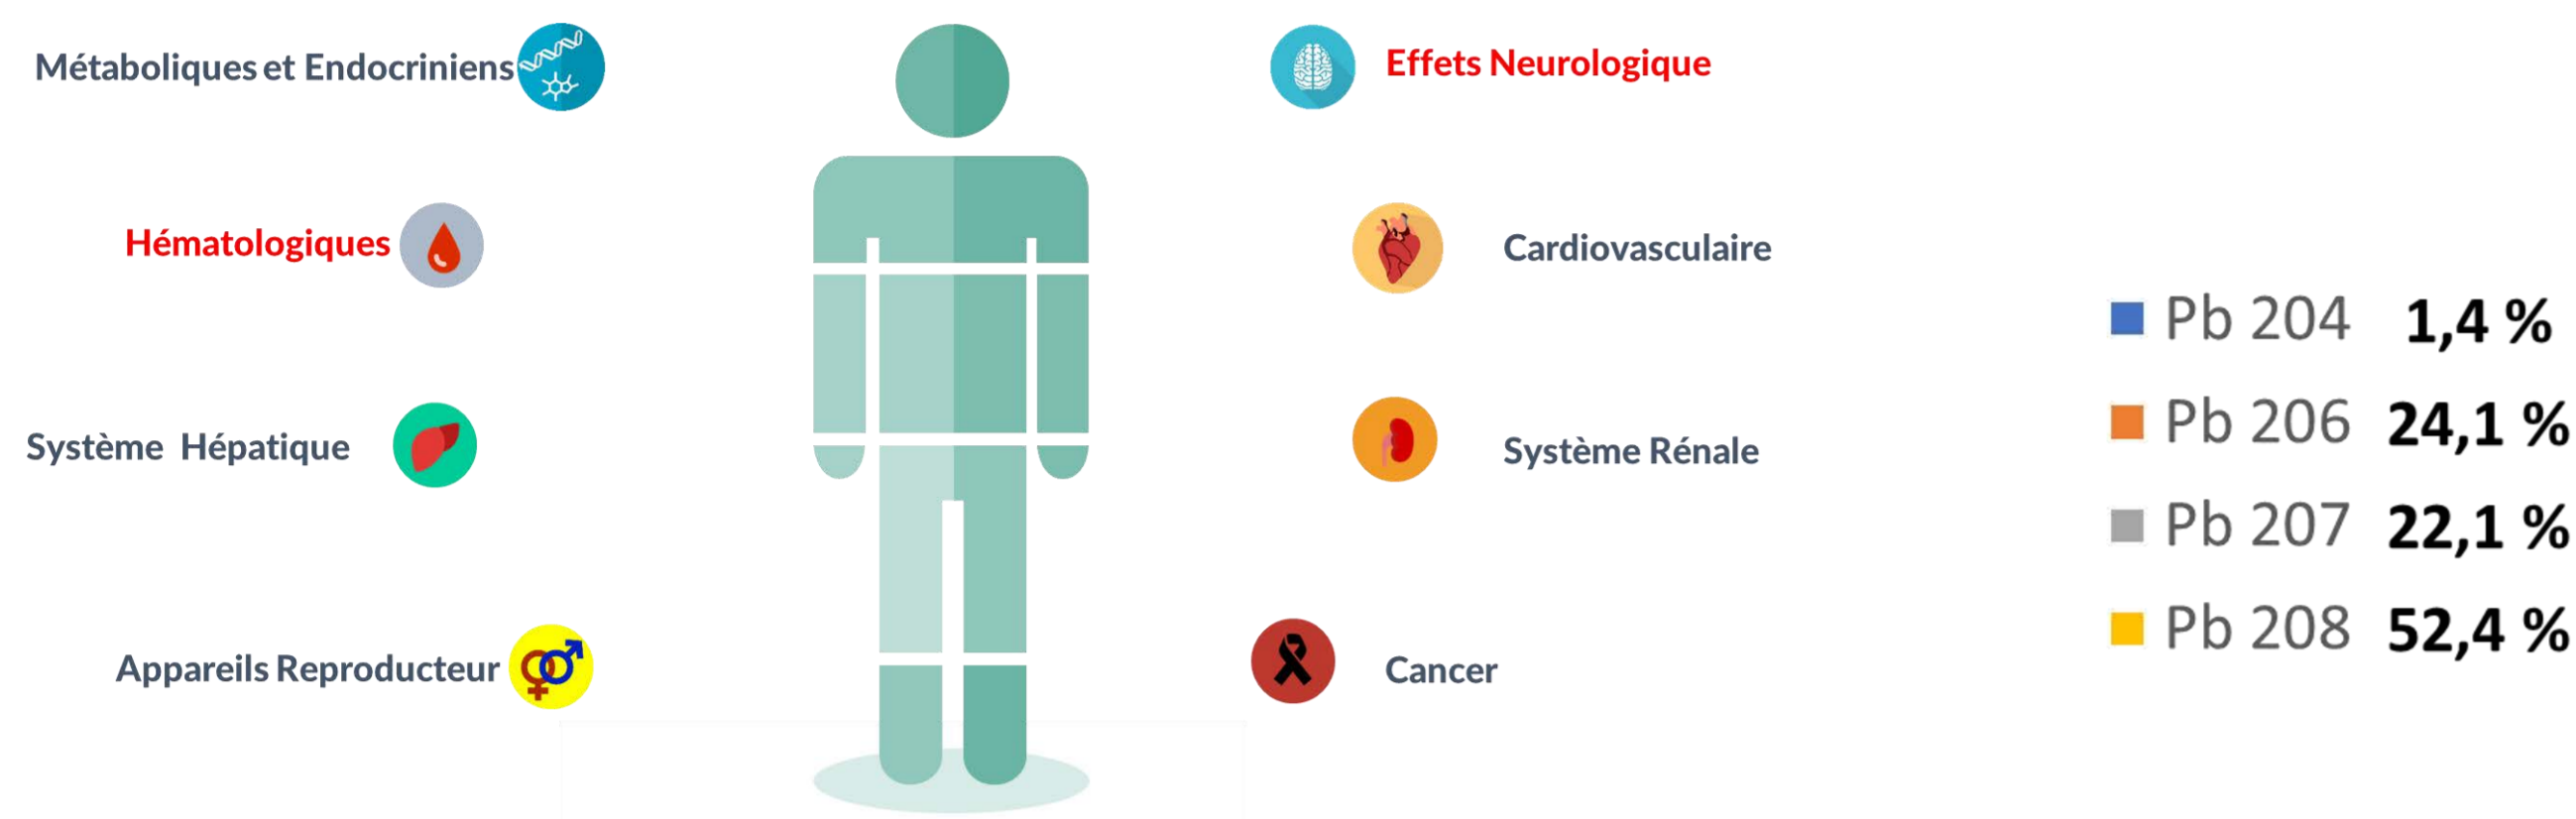 Métaboliques et Endocriniens
Hématologiques
Système Hépatique
Appareils Reproducteur
Effets Neurologique
Cardiovasculaire
Système Rénale
Cancer
Pb 204 1,4 %
Pb 206 24,1 %
Pb 207 22,1 %
Pb 208 52,4 %